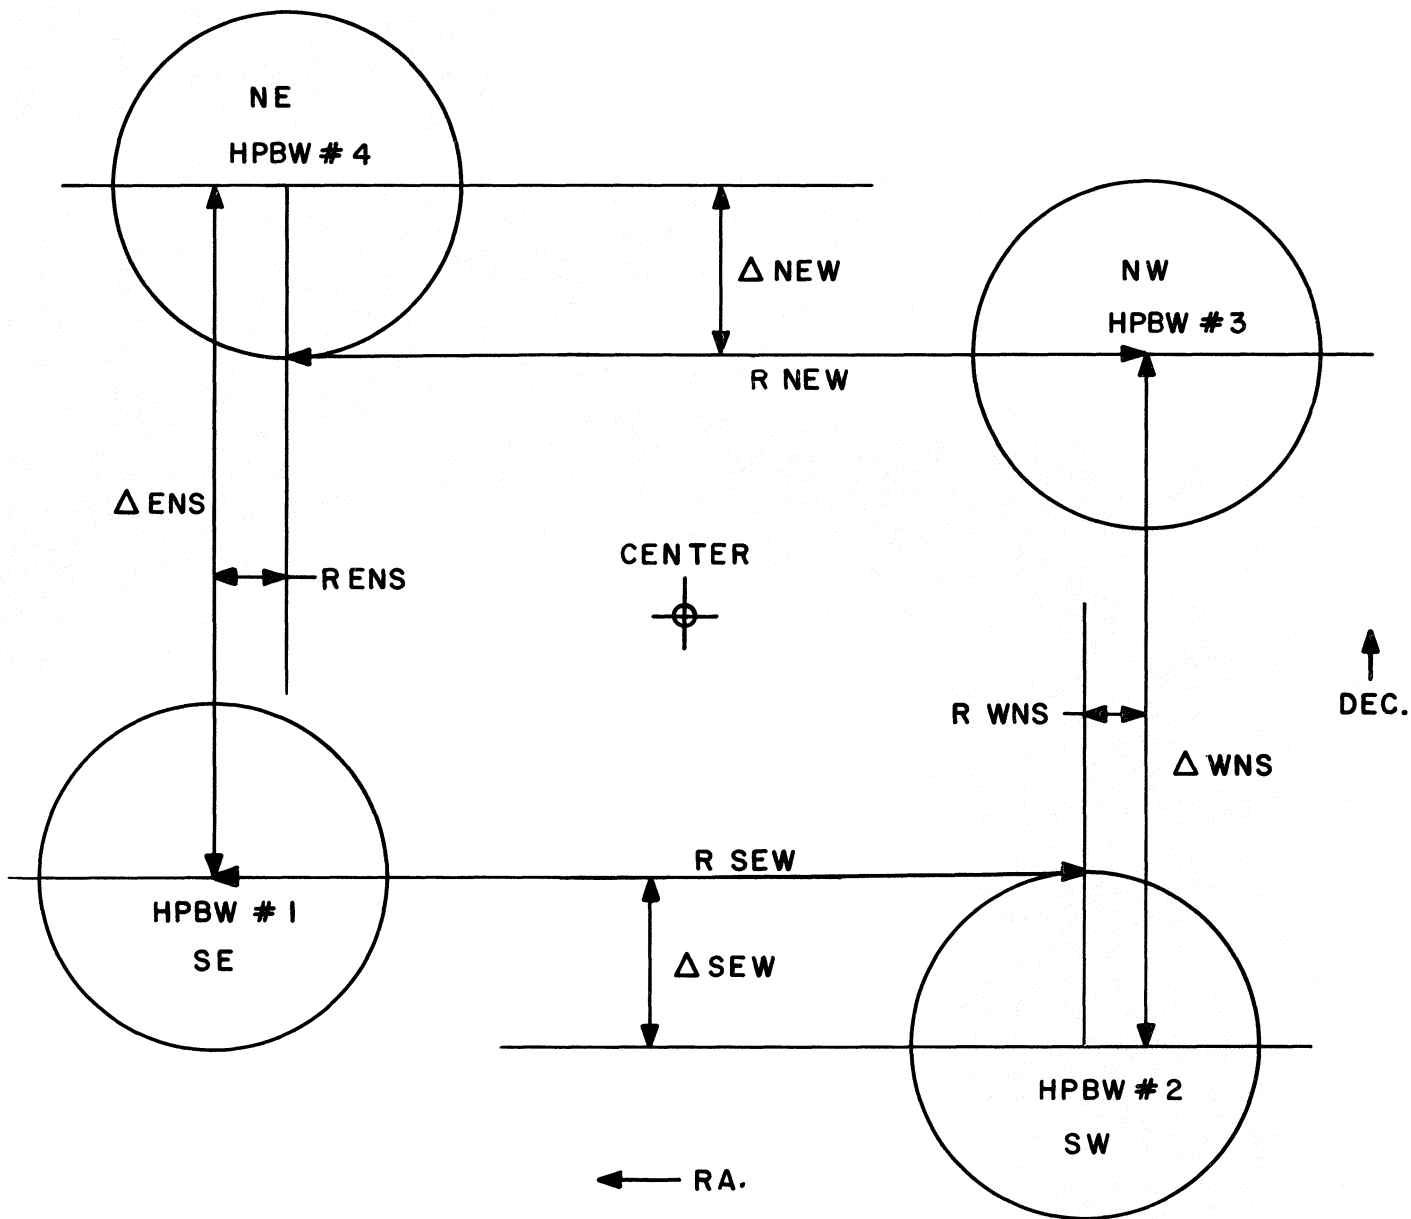 NE
HPBW # 4
Δ NEW
NW
HPBW # 3
R NEW
Δ ENS
CENTER
R ENS
DEC.
R WNS
Δ WNS
R SEW
HPBW # 1
SE
Δ SEW
HPBW # 2
SW
RA.